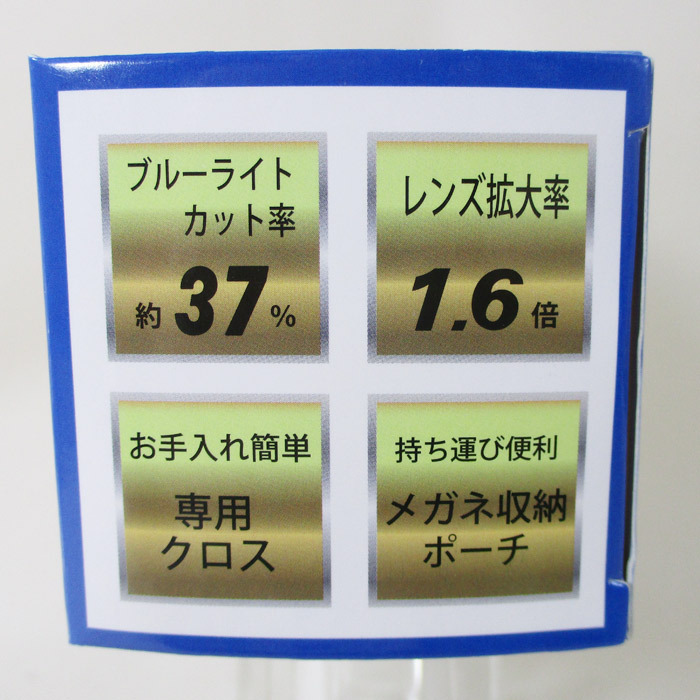 ブルーライト
カット率
約37%
レンズ拡大率
1.6倍
お手入れ簡単
専用
クロス
持ち運び便利
メガネ収納
ポーチ